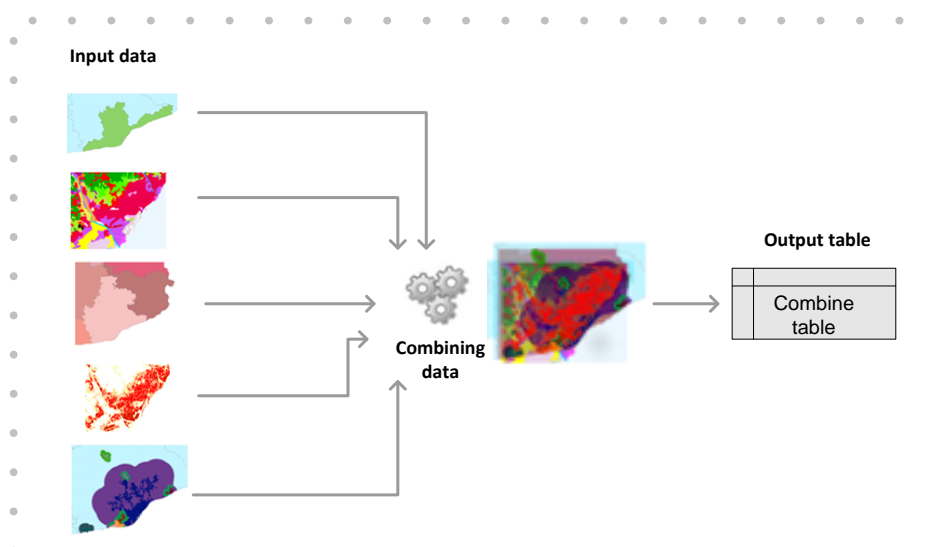 Input data
Output table
Combine
table
Combining
data